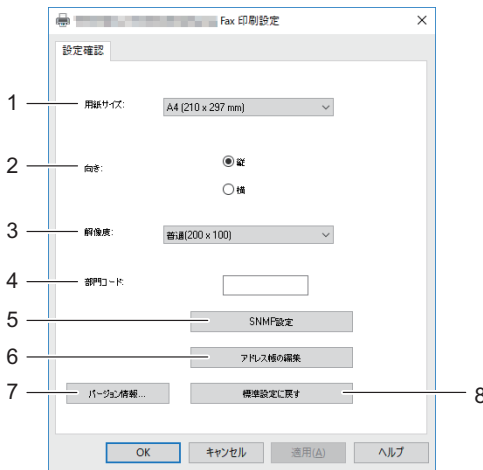 Fax 印刷設定
設定確認
1 用紙サイズ: A4 (210 x 297 mm)
2 向き: 縦
横
3 解像度: 普通(200 x 100)
4 部門コード:
5 SNMP設定
6 アドレス帳の編集
7 バージョン情報... 標準設定に戻す 8
OK キャンセル 適用(A) ヘルプ